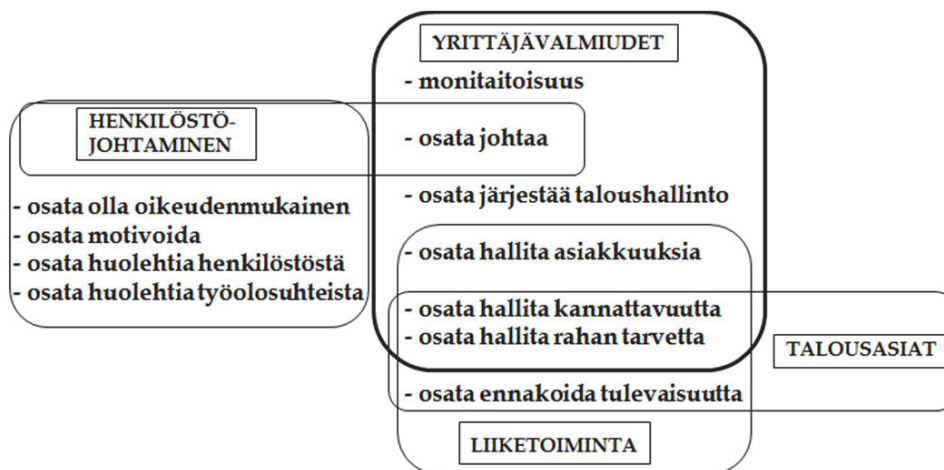 YRITTÄJÄVALMIUDET
- monitaitoisuus
HENKILÖSTÖ-
JOHTAMINEN
- osata johtaa
- osata olla oikeudenmukainen
- osata motivoida
- osata huolehtia henkilöstöstä
- osata huolehtia työolosuhteista
- osata järjestää taloushallinto
- osata hallita asiakkuuksia
- osata hallita kannattavuutta
- osata hallita rahan tarvetta
TALOUSASIAT
- osata ennakoida tulevaisuutta
LIIKETOIMINTA